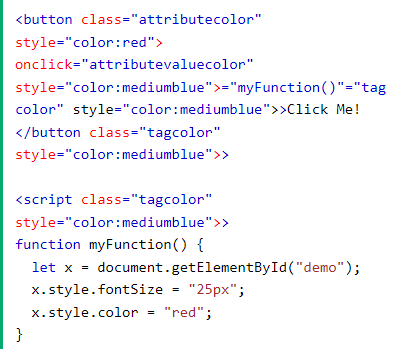 <button class="attributecolor"
style="color:red">
onclick="attributevaluecolor"
style="color:mediumblue">="myFunction()"="tag
color" style="color:mediumblue">>Click Me!
</button class="tagcolor"
style="color:mediumblue">>

<script class="tagcolor"
style="color:mediumblue">>
function myFunction() {
  let x = document.getElementById("demo");
  x.style.fontSize = "25px";
  x.style.color = "red";
}